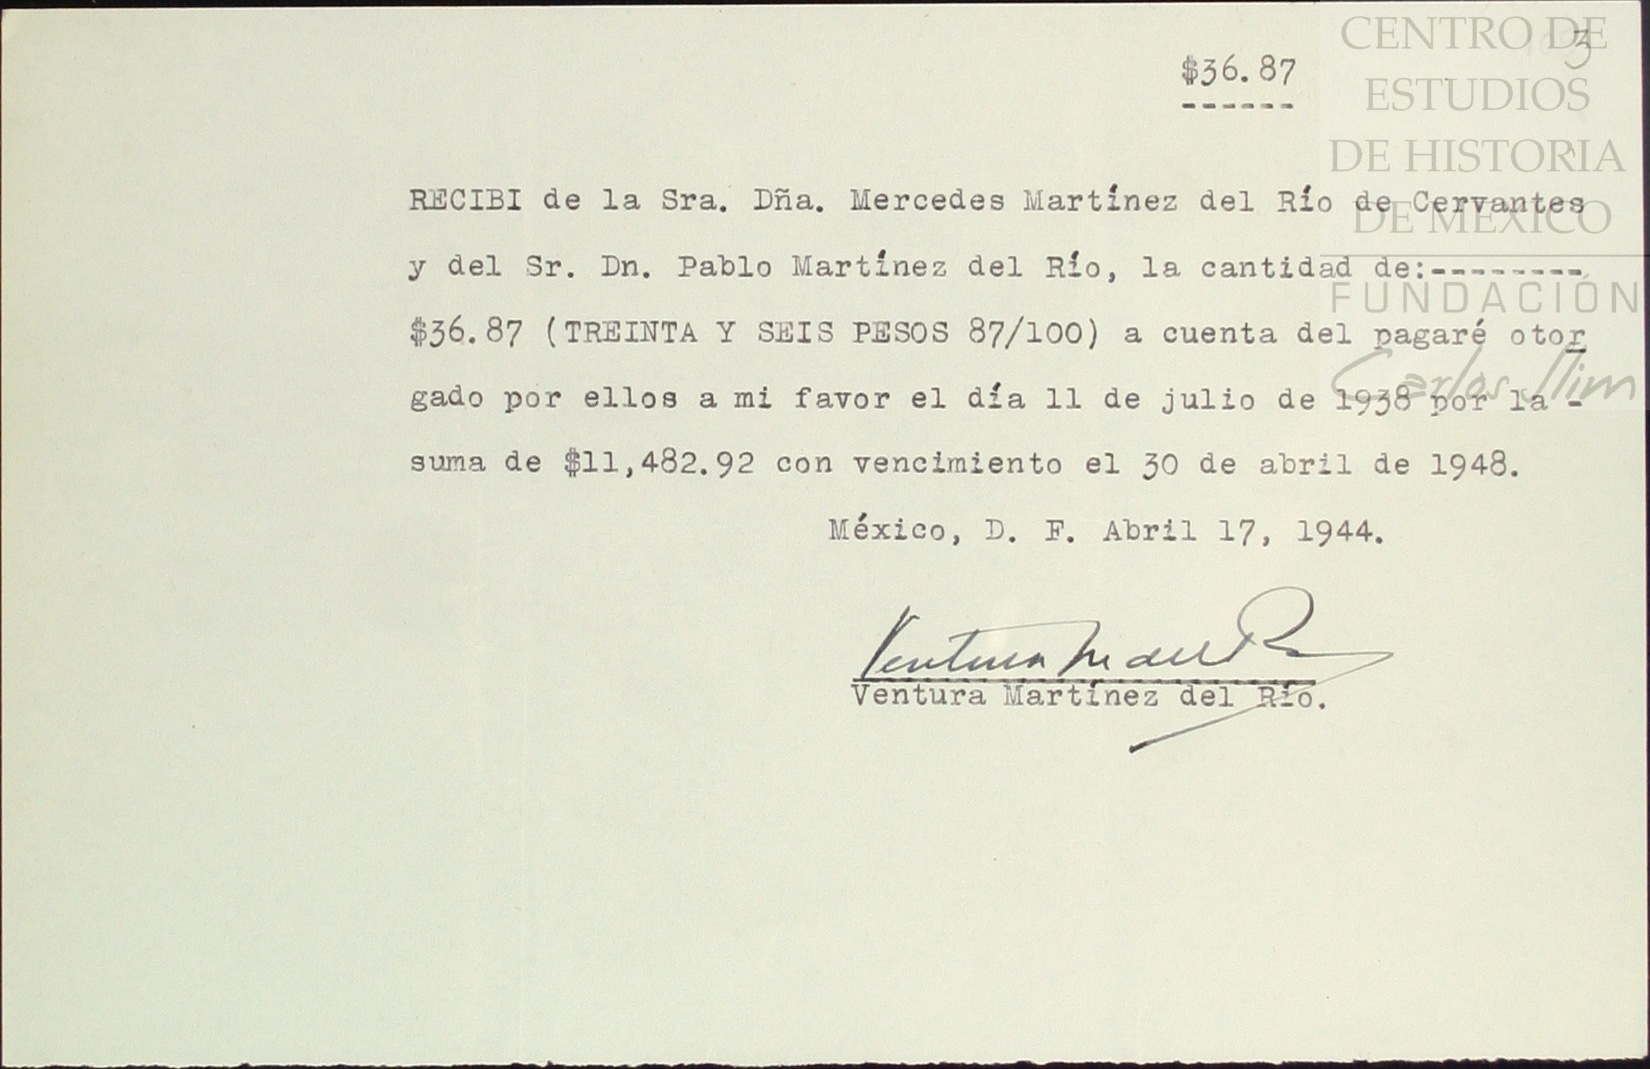 CENTRO DE
ESTUDIOS
DE HISTORIA
DE MÉXICO
FUNDACIÓN
Carlos Slim
3
$36.87
------
RECIBI de la Sra. Dña. Mercedes Martínez del Río de Cervantes
y del Sr. Dn. Pablo Martínez del Río, la cantidad de:--------
$36.87 (TREINTA Y SEIS PESOS 87/100) a cuenta del pagaré otor
gado por ellos a mi favor el día 11 de julio de 1938 por la -
suma de $11,482.92 con vencimiento el 30 de abril de 1948.
México, D. F. Abril 17, 1944.
Ventura M del R
Ventura Martínez del Río.